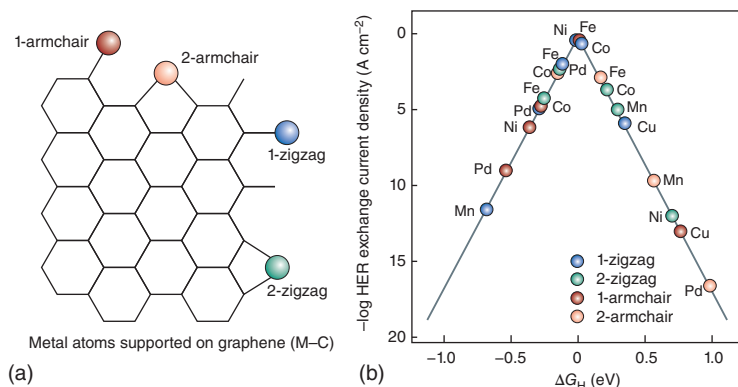 1-armchair
2-armchair
1-zigzag
2-zigzag
Metal atoms supported on graphene (M–C)
(a)
–log HER exchange current density (A cm⁻²)
0
5
10
15
20
Ni
Fe
Co
Fe
Pd
Co
Fe
Fe
Co
Pd
Co
Mn
Ni
Cu
Pd
Mn
Mn
Ni
Cu
Pd
1-zigzag
2-zigzag
1-armchair
2-armchair
–1.0
–0.5
0
0.5
1.0
ΔG_H (eV)
(b)